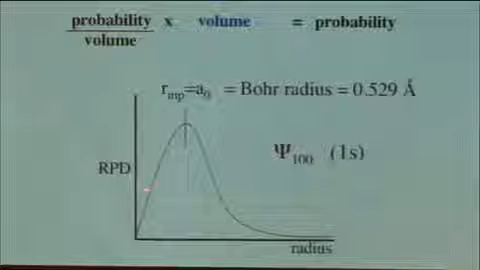 probability x volume = probability
volume
r_mp=a_0 = Bohr radius = 0.529 Å
Ψ_100 (1s)
RPD
radius